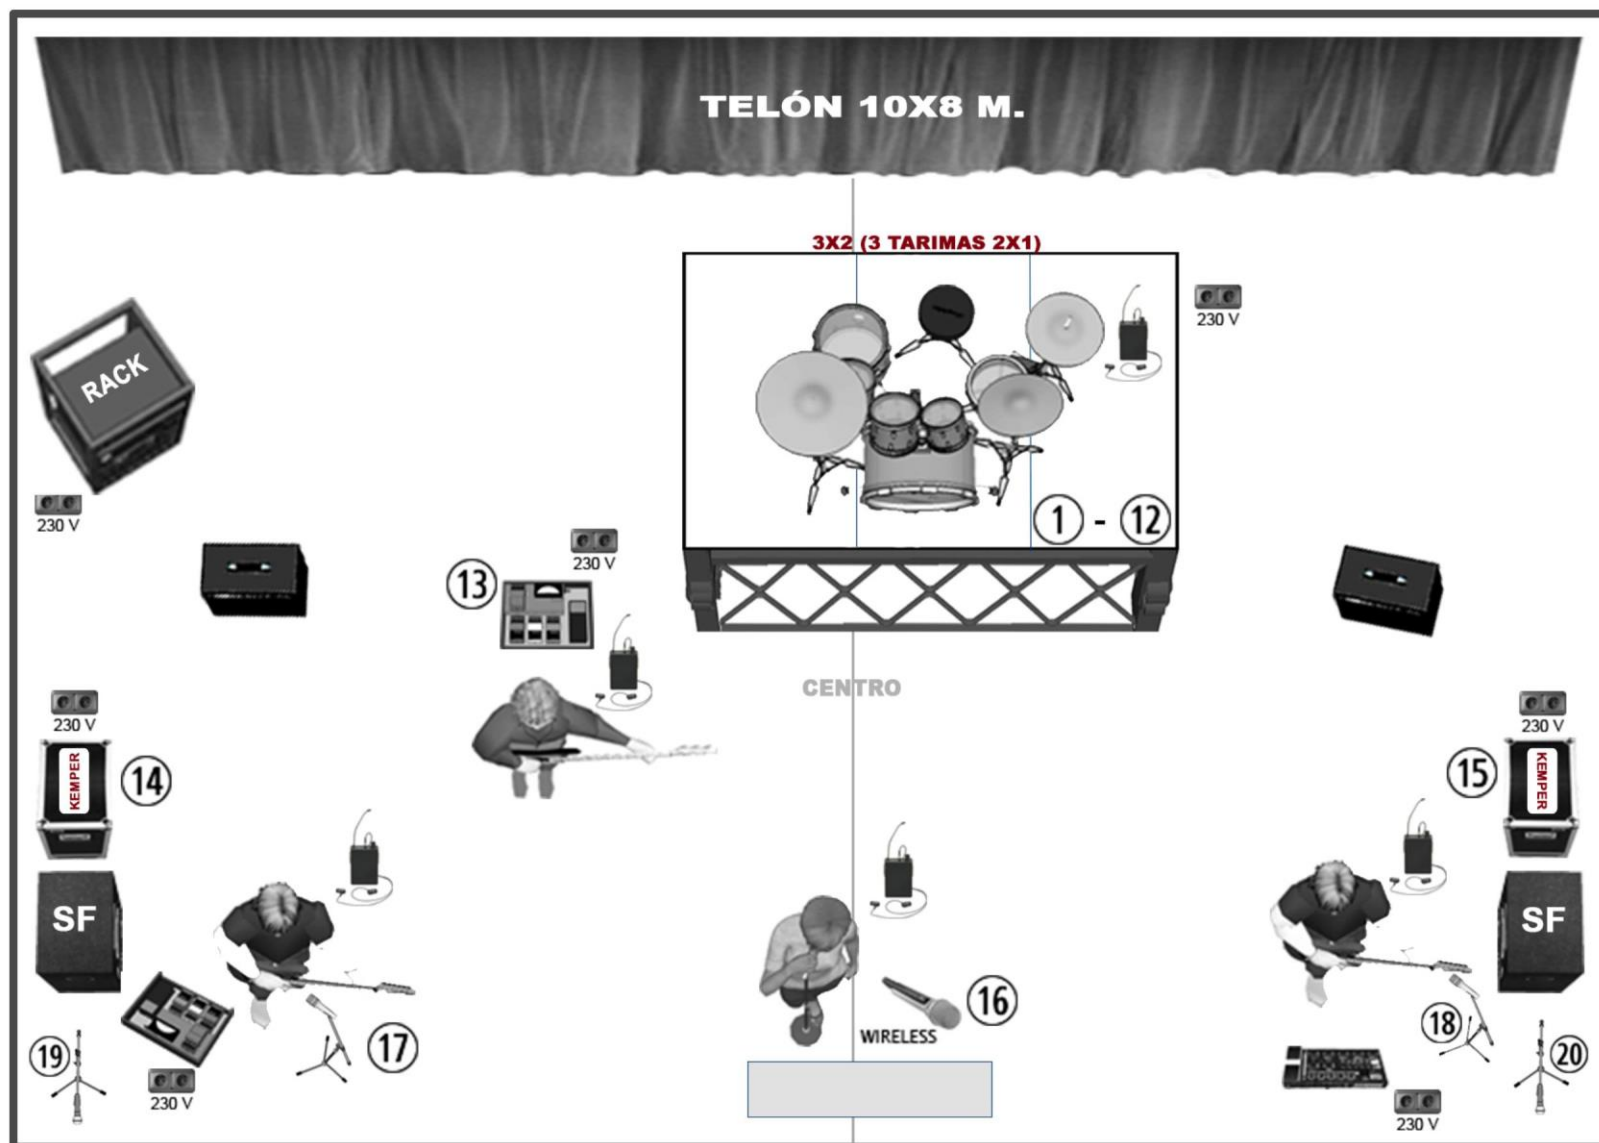 TELÓN 10X8 M.
3X2 (3 TARIMAS 2X1)
230 V
RACK
230 V
1 - 12
230 V
13
CENTRO
230 V
230 V
KEMPER
14
15
KEMPER
SF
SF
16
WIRELESS
17
18
19
20
230 V
230 V